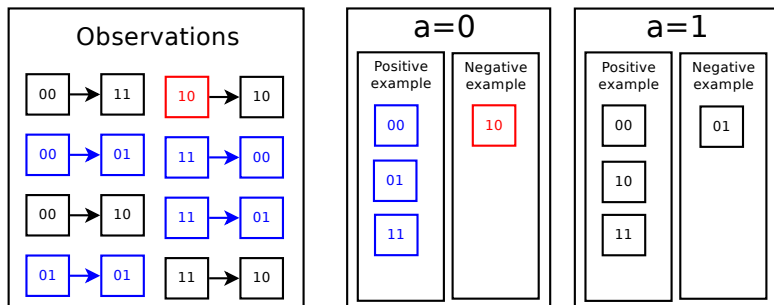 Observations
00 11 10 10
00 01 11 00
00 10 11 01
01 01 11 10
a=0
Positive example
Negative example
00 10
01
11
a=1
Positive example
Negative example
00 01
10
11